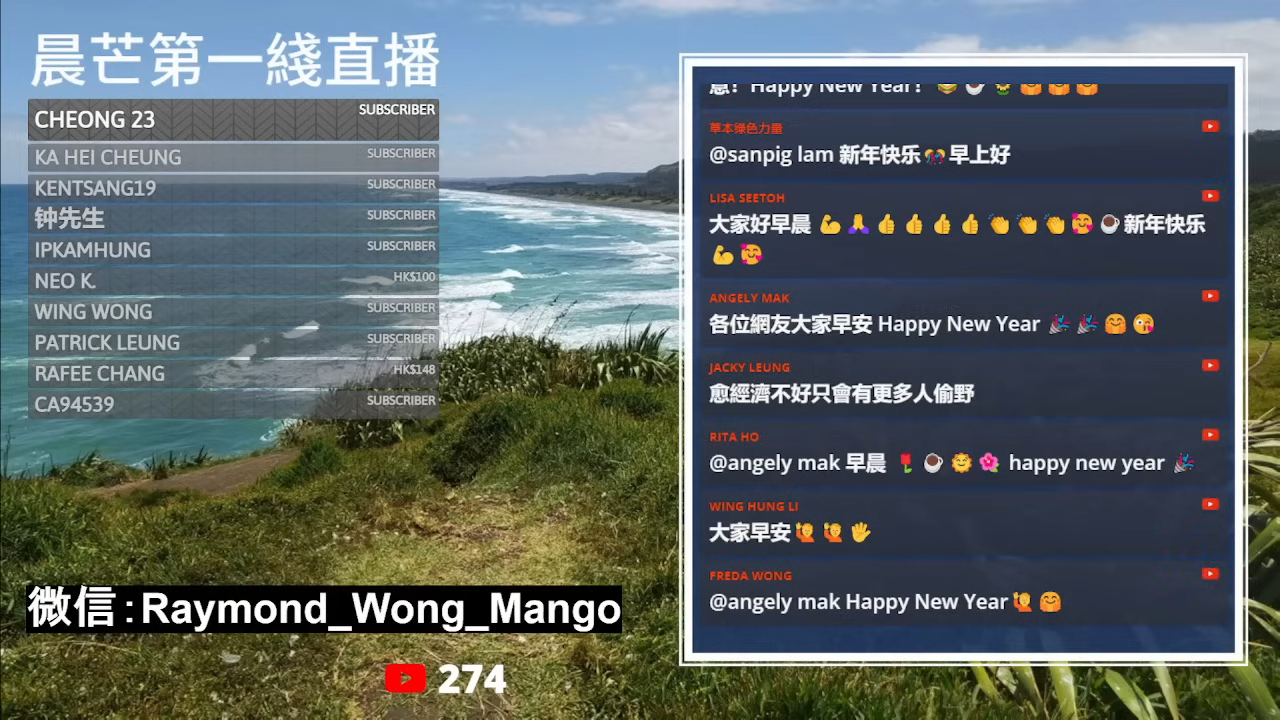 晨芒第一綫直播
CHEONG 23 SUBSCRIBER
KA HEI CHEUNG SUBSCRIBER
KENTSANG19 SUBSCRIBER
钟先生 SUBSCRIBER
IPKAMHUNG SUBSCRIBER
NEO K. HK$100
WING WONG SUBSCRIBER
PATRICK LEUNG SUBSCRIBER
RAFEE CHANG HK$148
CA94539 SUBSCRIBER
微信:Raymond_Wong_Mango
274
意! Happy New Year! 🍔☕🌻🤗🤗🤗
草本綠色力量
@sanpig lam 新年快乐🎊早上好
LISA SEETOH
大家好早晨 💪🙏👍👍👍👍👏👏👏🥰☕新年快乐
💪🥰
ANGELY MAK
各位網友大家早安 Happy New Year 🎉🎉🤗😘
JACKY LEUNG
愈經濟不好只會有更多人偷野
RITA HO
@angely mak 早晨 🌹☕🌞🌺 happy new year 🎉
WING HUNG LI
大家早安🙋🙋🖐
FREDA WONG
@angely mak Happy New Year🙋🤗